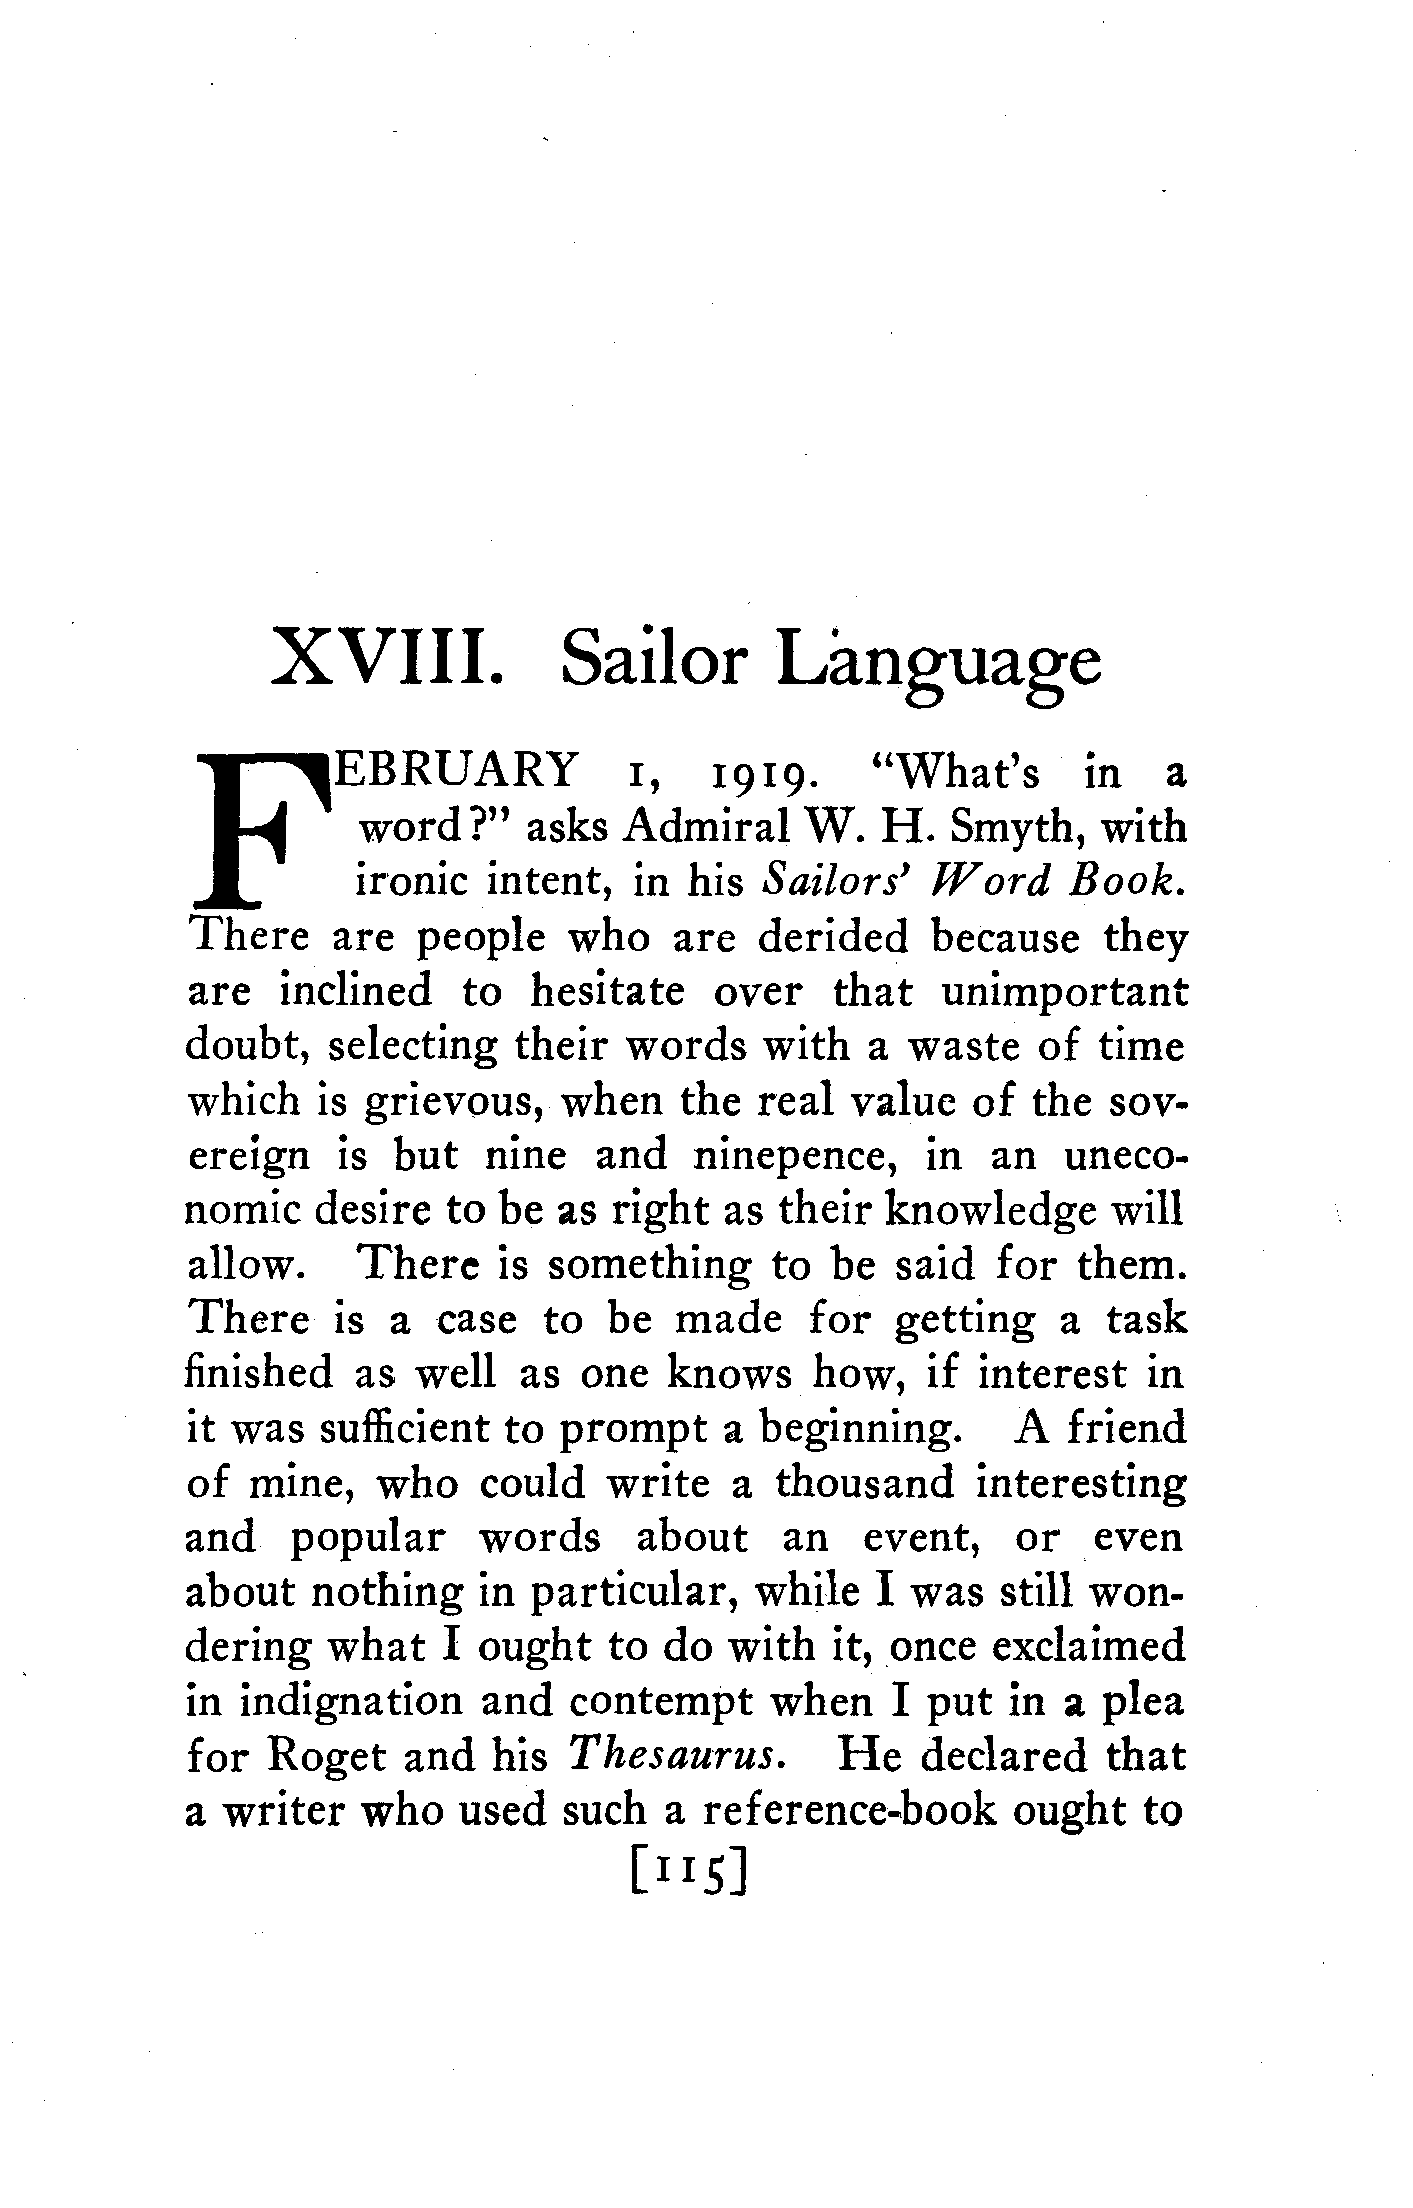 XVIII. Sailor Language
FEBRUARY 1, 1919. “What’s in a
word?” asks Admiral W. H. Smyth, with
ironic intent, in his Sailors’ Word Book.
There are people who are derided because they
are inclined to hesitate over that unimportant
doubt, selecting their words with a waste of time
which is grievous, when the real value of the sov-
ereign is but nine and ninepence, in an uneco-
nomic desire to be as right as their knowledge will
allow. There is something to be said for them.
There is a case to be made for getting a task
finished as well as one knows how, if interest in
it was sufficient to prompt a beginning. A friend
of mine, who could write a thousand interesting
and popular words about an event, or even
about nothing in particular, while I was still won-
dering what I ought to do with it, once exclaimed
in indignation and contempt when I put in a plea
for Roget and his Thesaurus. He declared that
a writer who used such a reference-book ought to
[115]